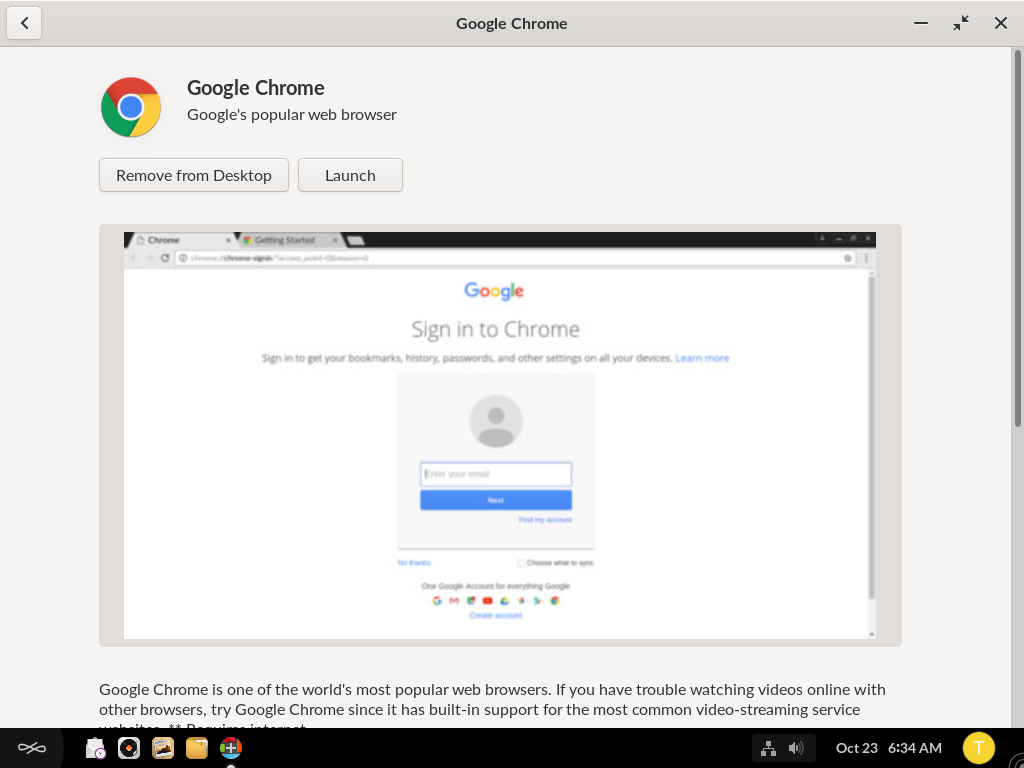 Google Chrome
Google Chrome
Google's popular web browser
Remove from Desktop
Launch
Chrome
Getting Started
chrome://chrome-signin/?access_point=0&reason=0
Google
Sign in to Chrome
Sign in to get your bookmarks, history, passwords, and other settings on all your devices. Learn more
Enter your email
Next
Find my account
No thanks
Choose what to sync
One Google Account for everything Google
Create account
Google Chrome is one of the world's most popular web browsers. If you have trouble watching videos online with
other browsers, try Google Chrome since it has built-in support for the most common video-streaming service
websites. ** Requires internet
Oct 23 6:34 AM
T